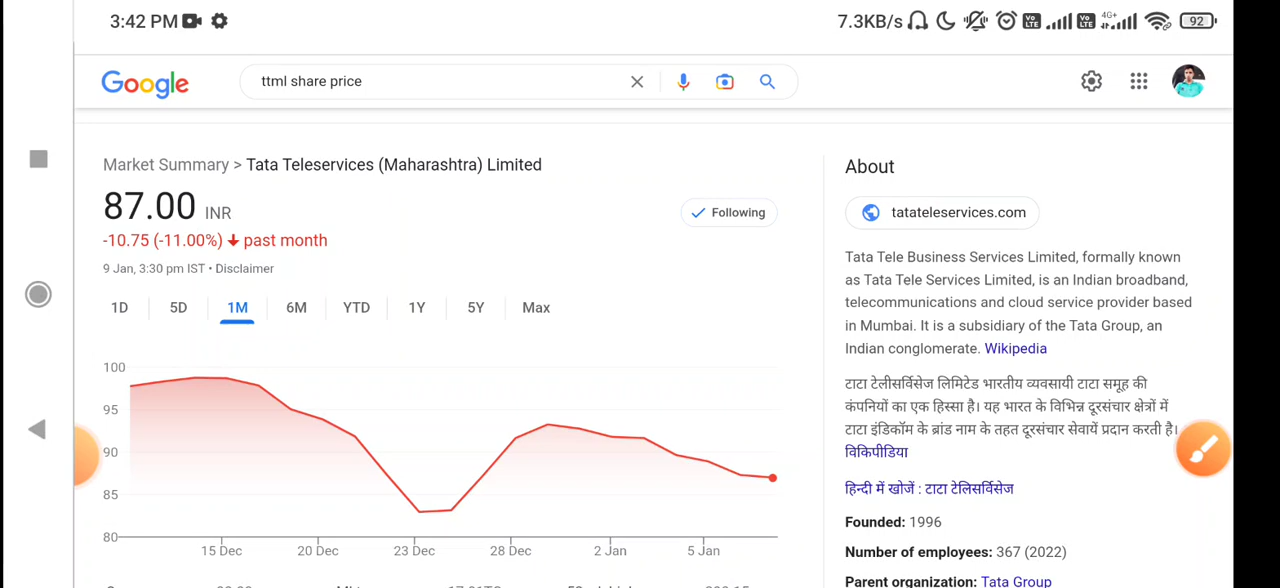 3:42 PM
7.3KB/s
4G+
92
Google
ttml share price
Market Summary > Tata Teleservices (Maharashtra) Limited
87.00 INR
Following
-10.75 (-11.00%) past month
9 Jan, 3:30 pm IST • Disclaimer
1D 5D 1M 6M YTD 1Y 5Y Max
100
95
90
85
80
15 Dec 20 Dec 23 Dec 28 Dec 2 Jan 5 Jan
About
tatateleservices.com
Tata Tele Business Services Limited, formally known
as Tata Tele Services Limited, is an Indian broadband,
telecommunications and cloud service provider based
in Mumbai. It is a subsidiary of the Tata Group, an
Indian conglomerate. Wikipedia
टाटा टेलीसर्विसेज लिमिटेड भारतीय व्यवसायी टाटा समूह की
कंपनियों का एक हिस्सा है। यह भारत के विभिन्न दूरसंचार क्षेत्रों में
टाटा इंडिकॉम के ब्रांड नाम के तहत दूरसंचार सेवायें प्रदान करती है।
विकिपीडिया
हिन्दी में खोजें : टाटा टेलिसर्विसेज
Founded: 1996
Number of employees: 367 (2022)
Parent organization: Tata Group